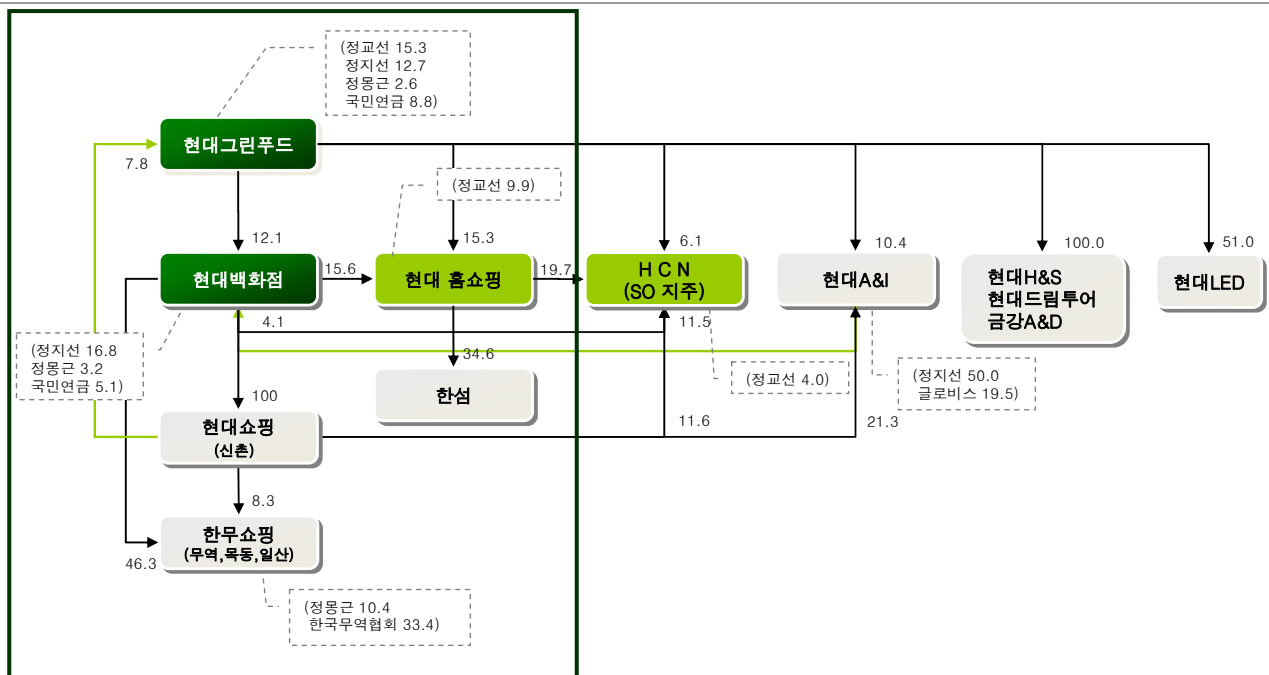 (정교선 15.3
정지선 12.7
정몽근 2.6
국민연금 8.8)
현대그린푸드
7.8
(정교선 9.9)
12.1
15.3
6.1
10.4
100.0
51.0
현대백화점
15.6
현대 홈쇼핑
19.7
H C N
(SO 지주)
현대A&I
현대H&S
현대드림투어
금강A&D
현대LED
4.1
11.5
(정지선 16.8
정몽근 3.2
국민연금 5.1)
34.6
(정교선 4.0)
(정지선 50.0
글로비스 19.5)
100
한섬
현대쇼핑
(신촌)
11.6
21.3
8.3
한무쇼핑
(무역,목동,일산)
46.3
(정몽근 10.4
한국무역협회 33.4)